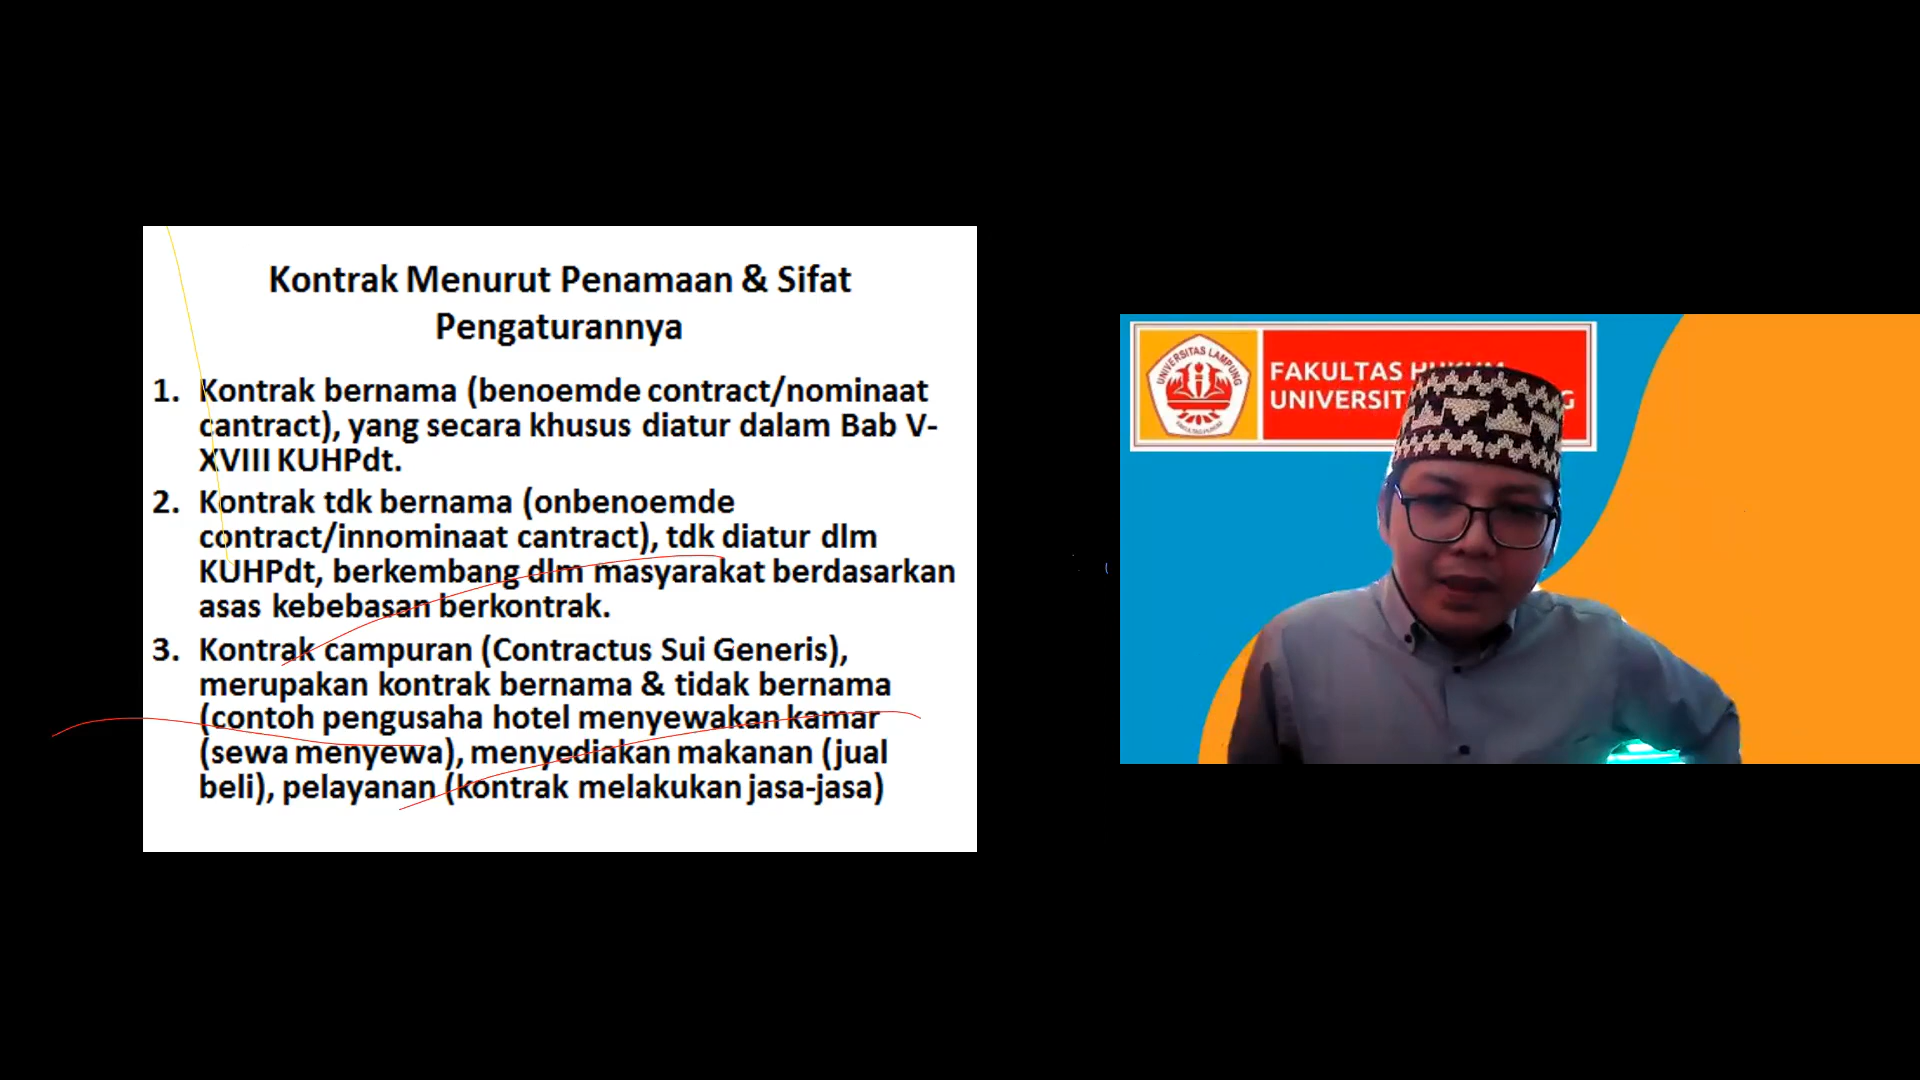 Kontrak Menurut Penamaan & Sifat
Pengaturannya
1. Kontrak bernama (benoemde contract/nominaat
cantract), yang secara khusus diatur dalam Bab V-
XVIII KUHPdt.
2. Kontrak tdk bernama (onbenoemde
contract/innominaat cantract), tdk diatur dlm
KUHPdt, berkembang dlm masyarakat berdasarkan
asas kebebasan berkontrak.
3. Kontrak campuran (Contractus Sui Generis),
merupakan kontrak bernama & tidak bernama
(contoh pengusaha hotel menyewakan kamar
(sewa menyewa), menyediakan makanan (jual
beli), pelayanan (kontrak melakukan jasa-jasa)
UNIVERSITAS LAMPUNG
FAKULTAS HUKUM
FAKULTAS HUKUM